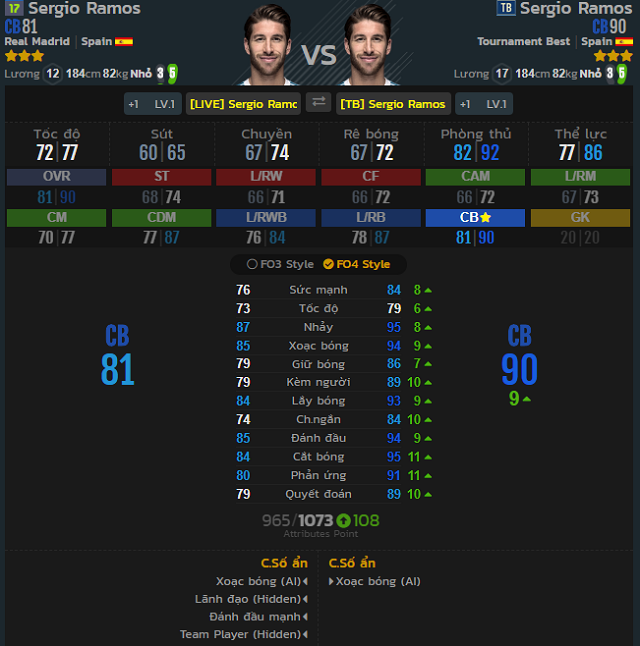 17 Sergio Ramos TB Sergio Ramos
CB81 CB90
Real Madrid | Spain Tournament Best | Spain
Lương 12 184cm 82kg Nhỏ 3 5 Lương 17 184cm 82kg Nhỏ 3 5
VS
+1 LV.1 [LIVE] Sergio Ramo [TB] Sergio Ramos +1 LV.1
Tốc độ Sút Chuyền Rê bóng Phòng thủ Thể lực
72|77 60|65 67|74 67|72 82|92 77|86
OVR ST L/RW CF CAM L/RM
81|90 68|74 66|71 66|72 66|72 67|73
CM CDM L/RWB L/RB CB GK
70|77 77|87 76|84 78|87 81|90 20|20
FO3 Style FO4 Style
76 Sức mạnh 84 8
73 Tốc độ 79 6
87 Nhảy 95 8
85 Xoạc bóng 94 9
79 Giữ bóng 86 7
79 Kèm người 89 10
84 Lấy bóng 93 9
74 Ch.ngắn 84 10
85 Đánh đầu 94 9
84 Cắt bóng 95 11
80 Phản ứng 91 11
79 Quyết đoán 89 10
CB
81
CB
90
9
965/1073 108
Attributes Point
C.Số ẩn C.Số ẩn
Xoạc bóng (AI) Xoạc bóng (AI)
Lãnh đạo (Hidden)
Đánh đầu mạnh
Team Player (Hidden)